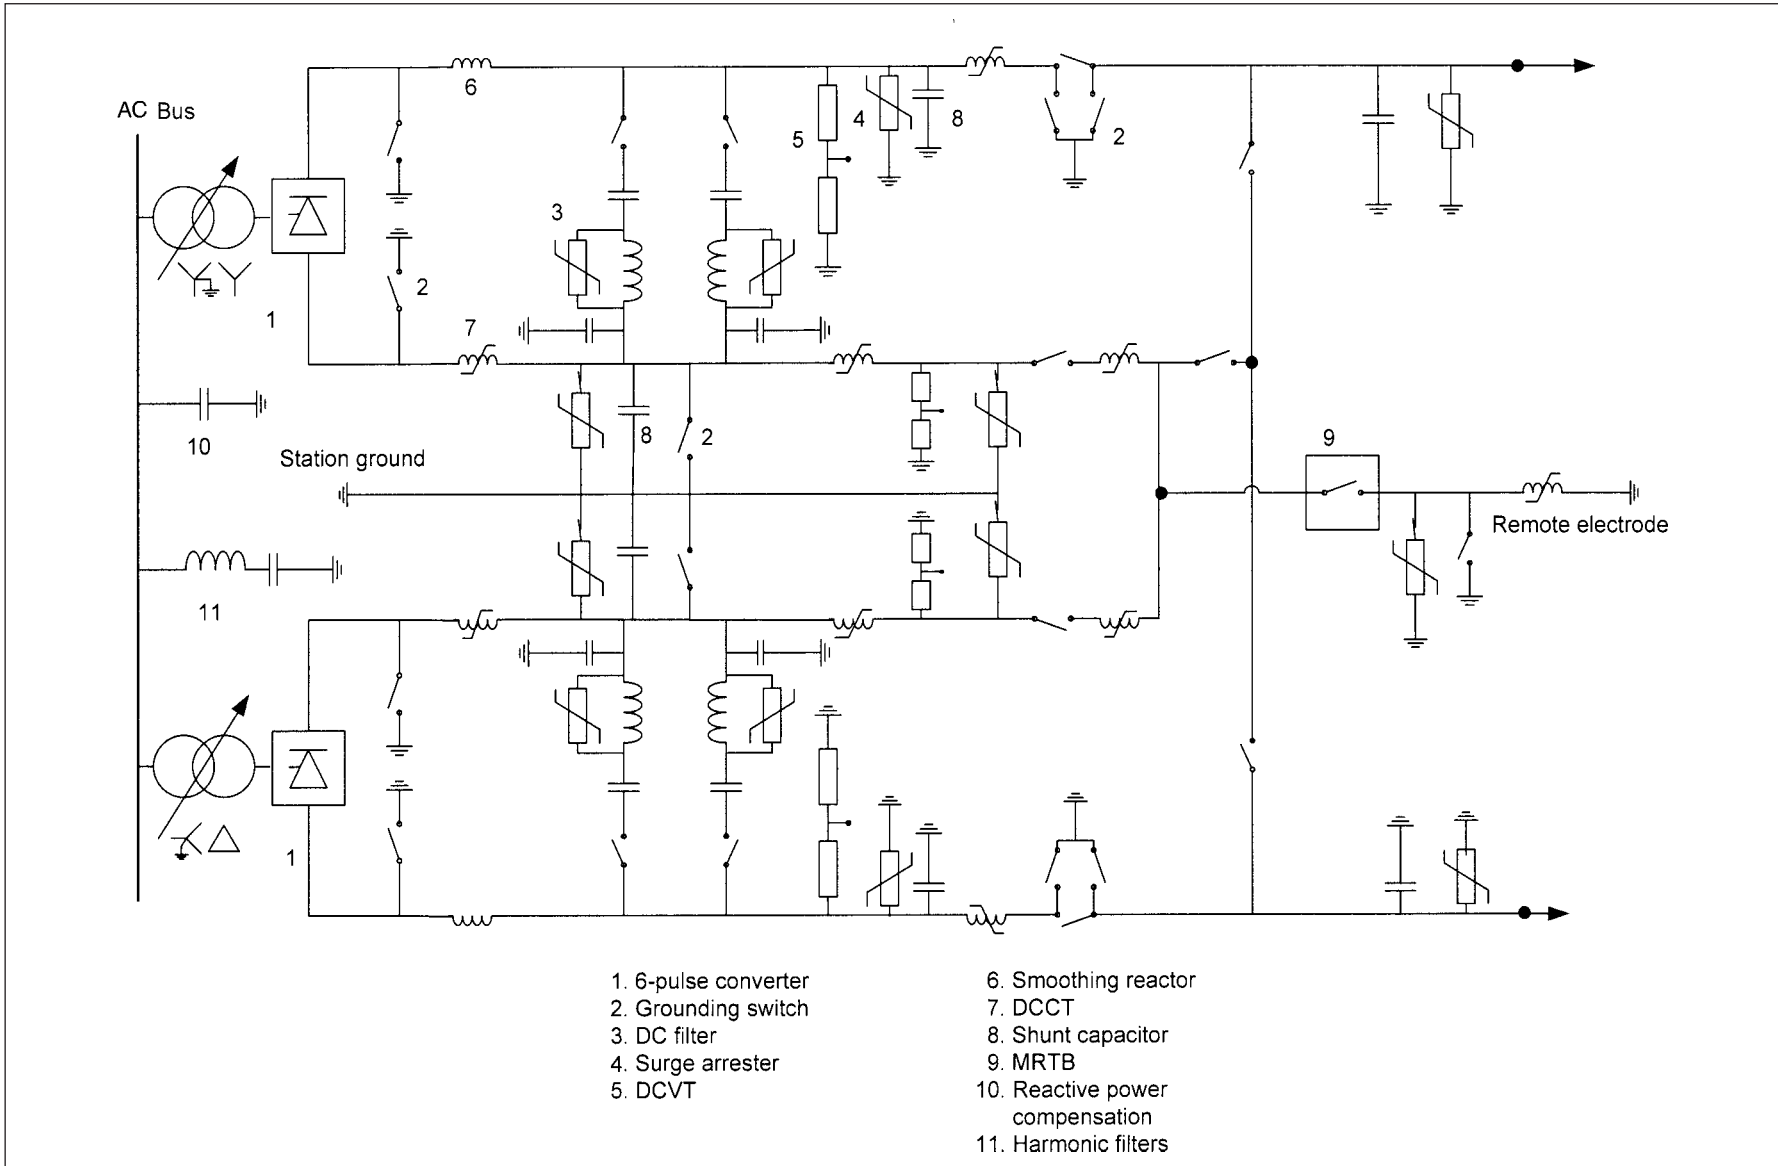 6
AC Bus
5
4
8
2
3
2
1
7
10
8
2
9
Station ground
Remote electrode
11
1
1. 6-pulse converter
2. Grounding switch
3. DC filter
4. Surge arrester
5. DCVT
6. Smoothing reactor
7. DCCT
8. Shunt capacitor
9. MRTB
10. Reactive power
compensation
11. Harmonic filters